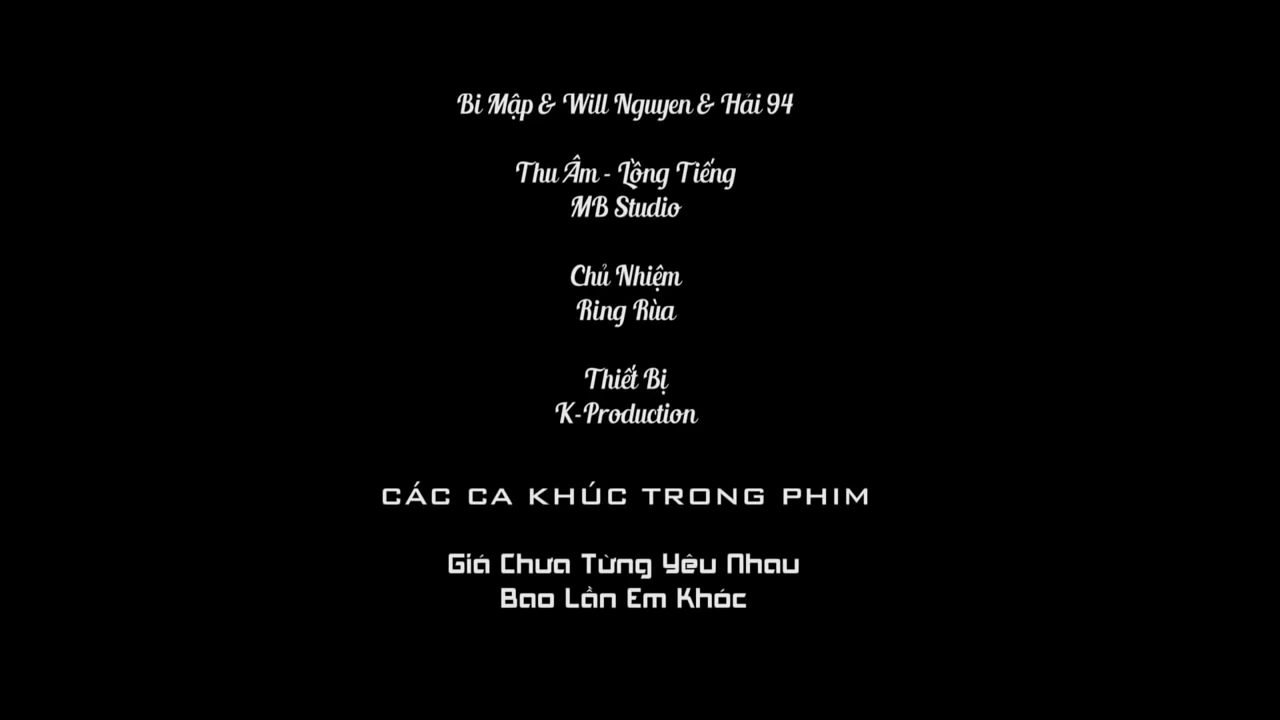 Bi Mập & Will Nguyen & Hải 94
Thu Âm - Lồng Tiếng
MB Studio
Chủ Nhiệm
Ring Rùa
Thiết Bị
K-Production
CÁC CA KHÚC TRONG PHIM
Giá Chưa Từng Yêu Nhau
Bao Lần Em Khóc